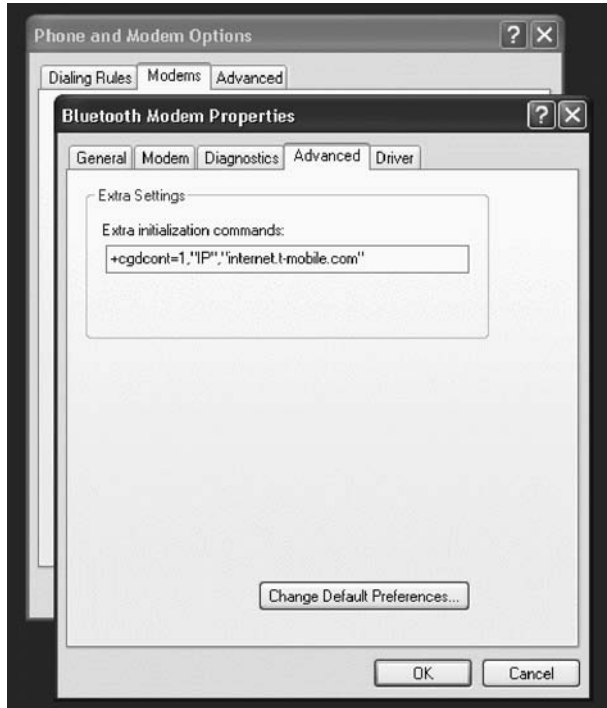 Phone and Modem Options
Dialing Rules Modems Advanced
Bluetooth Modem Properties
General Modem Diagnostics Advanced Driver
Extra Settings
Extra initialization commands:
+cgdcont=1,"IP","internet.t-mobile.com"
Change Default Preferences...
OK Cancel